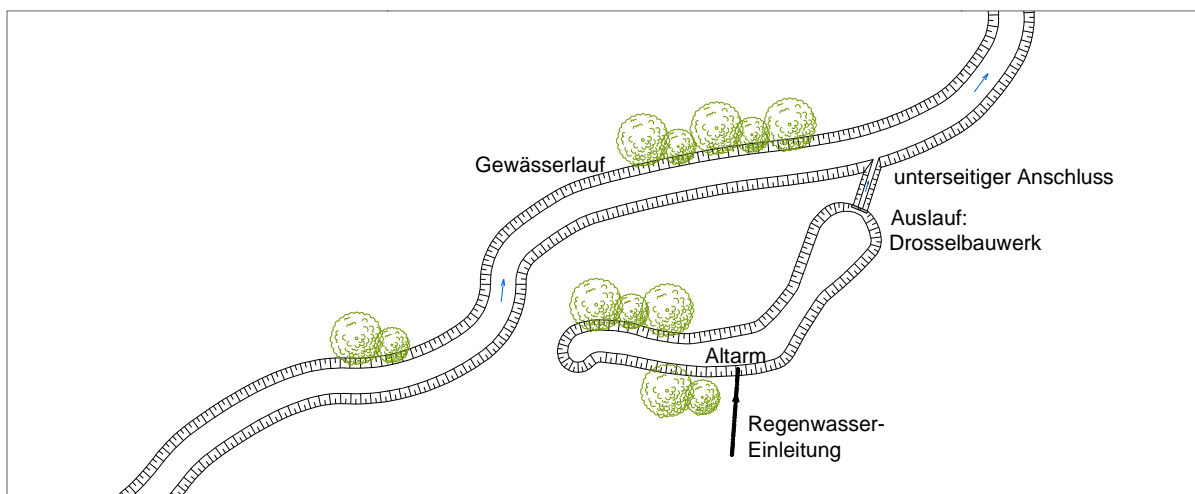 Gewässerlauf
unterseitiger Anschluss
Auslauf:
Drosselbauwerk
Altarm
Regenwasser-
Einleitung